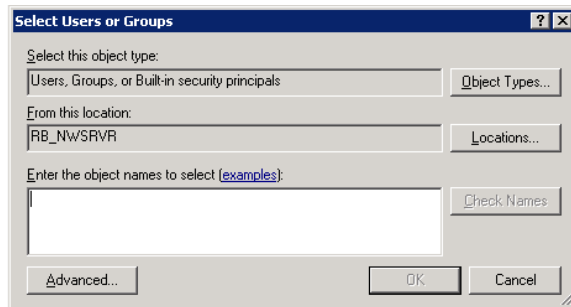 Select Users or Groups
Select this object type:
Users, Groups, or Built-in security principals
Object Types...
From this location:
RB_NWSRVR
Locations...
Enter the object names to select (examples):
Check Names
Advanced...
OK
Cancel